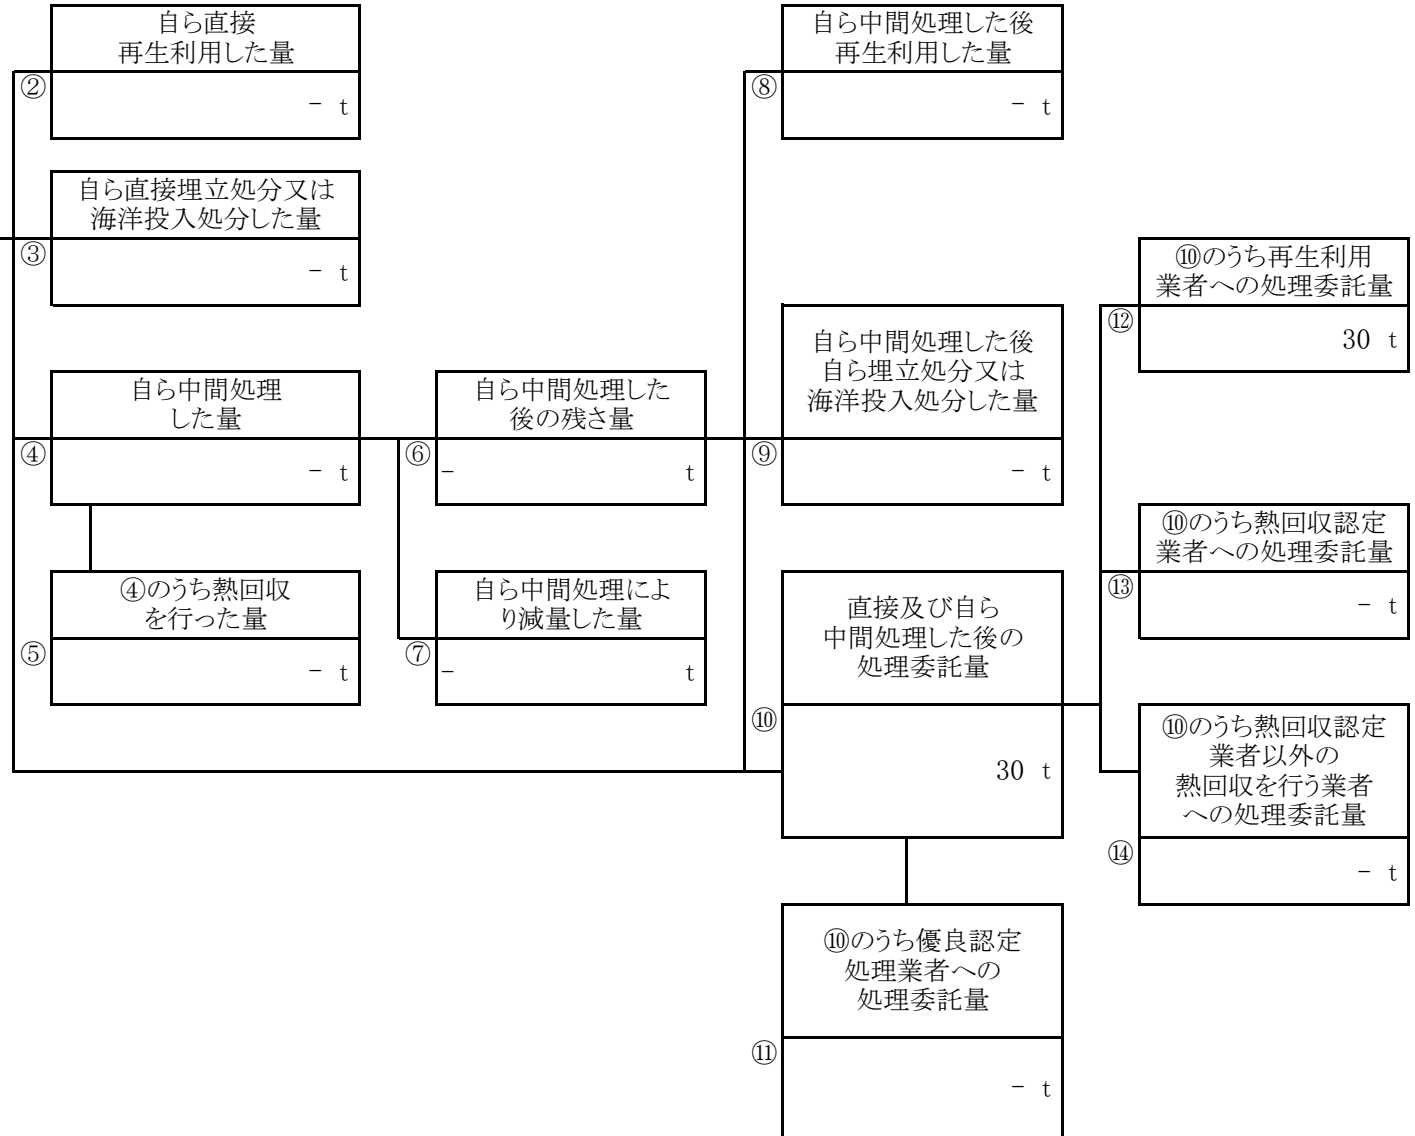 自ら直接
再生利用した量
②
− t
自ら直接埋立処分又は
海洋投入処分した量
③
− t
自ら中間処理
した量
④
− t
④のうち熱回収
を行った量
⑤
− t
自ら中間処理した
後の残さ量
⑥
− t
自ら中間処理によ
り減量した量
⑦
− t
自ら中間処理した後
再生利用した量
⑧
− t
自ら中間処理した後
自ら埋立処分又は
海洋投入処分した量
⑨
− t
直接及び自ら
中間処理した後の
処理委託量
⑩
30 t
⑩のうち優良認定
処理業者への
処理委託量
⑪
− t
⑩のうち再生利用
業者への処理委託量
⑫
30 t
⑩のうち熱回収認定
業者への処理委託量
⑬
− t
⑩のうち熱回収認定
業者以外の
熱回収を行う業者
への処理委託量
⑭
− t